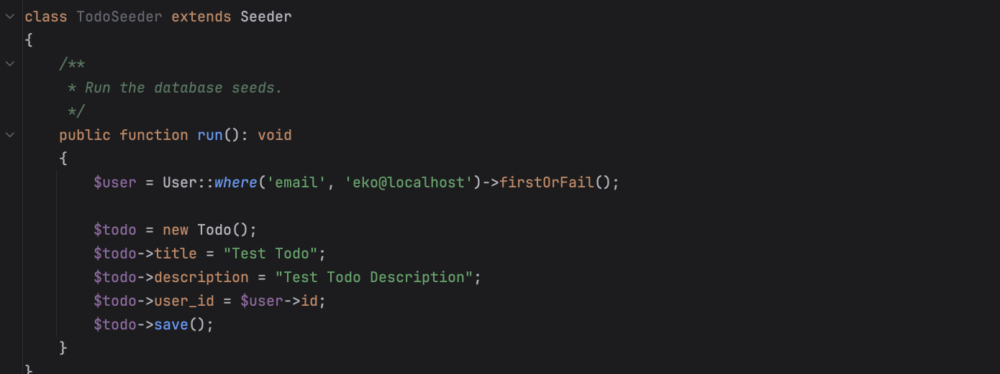 class TodoSeeder extends Seeder
{
    /**
     * Run the database seeds.
     */
    public function run(): void
    {
        $user = User::where('email', 'eko@localhost')->firstOrFail();

        $todo = new Todo();
        $todo->title = "Test Todo";
        $todo->description = "Test Todo Description";
        $todo->user_id = $user->id;
        $todo->save();
    }
}